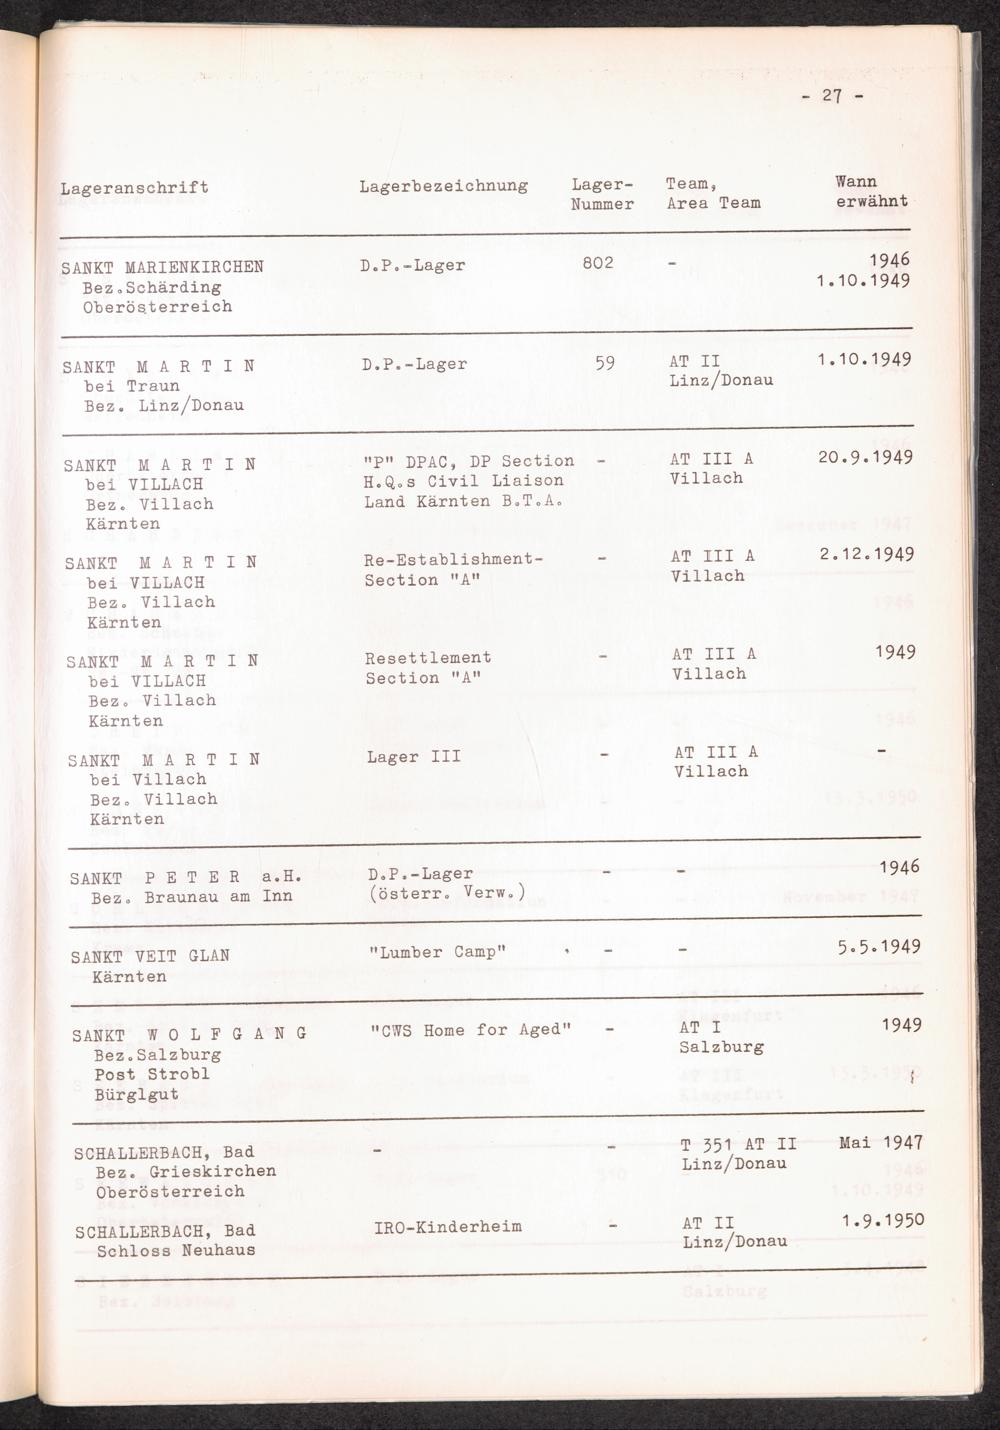 - 27 -
Lageranschrift Lagerbezeichnung Lager- Team, Wann
Nummer Area Team erwähnt
SANKT MARIENKIRCHEN D.P.-Lager 802 - 1946
Bez.Schärding 1.10.1949
Oberösterreich
SANKT M A R T I N D.P.-Lager 59 AT II 1.10.1949
bei Traun Linz/Donau
Bez. Linz/Donau
SANKT M A R T I N "P" DPAC, DP Section - AT III A 20.9.1949
bei VILLACH H.Q.s Civil Liaison Villach
Bez. Villach Land Kärnten B.T.A.
Kärnten
SANKT M A R T I N Re-Establishment- - AT III A 2.12.1949
bei VILLACH Section "A" Villach
Bez. Villach
Kärnten
SANKT M A R T I N Resettlement - AT III A 1949
bei VILLACH Section "A" Villach
Bez. Villach
Kärnten
SANKT M A R T I N Lager III - AT III A -
bei Villach Villach
Bez. Villach
Kärnten
SANKT P E T E R a.H. D.P.-Lager - - 1946
Bez. Braunau am Inn (österr. Verw.)
SANKT VEIT GLAN "Lumber Camp" - - 5.5.1949
Kärnten
SANKT W O L F G A N G "CWS Home for Aged" - AT I 1949
Bez.Salzburg Salzburg
Post Strobl
Bürglgut
SCHALLERBACH, Bad - - T 351 AT II Mai 1947
Bez. Grieskirchen Linz/Donau
Oberösterreich
SCHALLERBACH, Bad IRO-Kinderheim - AT II 1.9.1950
Schloss Neuhaus Linz/Donau